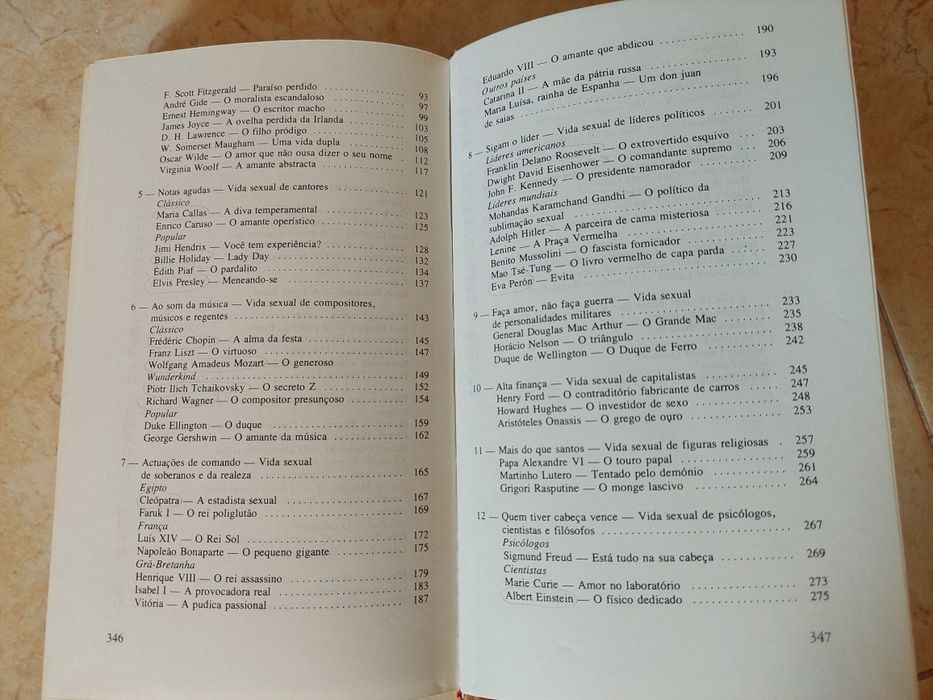 F. Scott Fitzgerald — Paraíso perdido . . . . . . . . . . . . . . 93
André Gide — O moralista escandaloso . . . . . . . . . . . . . . 97
Ernest Hemingway — O escritor macho . . . . . . . . . . . . . . 99
James Joyce — A ovelha perdida da Irlanda . . . . . . . . . . . 103
D. H. Lawrence — O filho pródigo . . . . . . . . . . . . . . 105
W. Somerset Maugham — Uma vida dupla . . . . . . . . . . . 108
Oscar Wilde — O amor que não ousa dizer o seu nome . . 112
Virginia Woolf — A amante abstracta . . . . . . . . . . . . . . 117
5 — Notas agudas — Vida sexual de cantores . . . . . . . . . . . 121
Clássico
Maria Callas — A diva temperamental . . . . . . . . . . . . . . 123
Enrico Caruso — O amante operístico . . . . . . . . . . . . . . 125
Popular
Jimi Hendrix — Você tem experiência? . . . . . . . . . . . . . . 128
Billie Holiday — Lady Day . . . . . . . . . . . . . . 132
Édith Piaf — O pardalito . . . . . . . . . . . . . . 134
Elvis Presley — Meneando-se . . . . . . . . . . . . . . 137
6 — Ao som da música — Vida sexual de compositores,
músicos e regentes . . . . . . . . . . . . . . 143
Clássico
Frédéric Chopin — A alma da festa . . . . . . . . . . . . . . 145
Franz Liszt — O virtuoso . . . . . . . . . . . . . . 147
Wolfgang Amadeus Mozart — O generoso
Wunderkind . . . . . . . . . . . . . . 149
Piotr Ilich Tchaikovsky — O secreto Z . . . . . . . . . . . . . . 152
Richard Wagner — O compositor presunçoso . . . . . . . . . . . 154
Popular
Duke Ellington — O duque . . . . . . . . . . . . . . 159
George Gershwin — O amante da música . . . . . . . . . . . 162
7 — Actuações de comando — Vida sexual
de soberanos e da realeza . . . . . . . . . . . . . . 165
Egipto
Cleópatra — A estadista sexual . . . . . . . . . . . . . . 167
Faruk I — O rei poliglutão . . . . . . . . . . . . . . 169
França
Luís XIV — O Rei Sol . . . . . . . . . . . . . . 172
Napoleão Bonaparte — O pequeno gigante . . . . . . . . . . . 175
Grã-Bretanha
Henrique VIII — O rei assassino . . . . . . . . . . . . . . 179
Isabel I — A provocadora real . . . . . . . . . . . . . . 183
Vitória — A pudica passional . . . . . . . . . . . . . . 187
346
Eduardo VIII — O amante que abdicou . . . . . . . . . . . . . . 190
Outros países
Catarina II — A mãe da pátria russa . . . . . . . . . . . . . . 193
Maria Luísa, rainha de Espanha — Um don juan
de saias . . . . . . . . . . . . . . 196
8 — Sigam o líder — Vida sexual de líderes políticos . . . . . . 201
Líderes americanos
Franklin Delano Roosevelt — O extrovertido esquivo . . . 203
Dwight David Eisenhower — O comandante supremo . . . 206
John F. Kennedy — O presidente namorador . . . . . . . . 209
Líderes mundiais
Mohandas Karamchand Gandhi — O político da
sublimação sexual . . . . . . . . . . . . . . 213
Adolph Hitler — A parceira de cama misteriosa . . . . . . . . 216
Lenine — A Praça Vermelha . . . . . . . . . . . . . . 221
Benito Mussolini — O fascista fornicador . . . . . . . . . . . 223
Mao Tsé-Tung — O livro vermelho de capa parda . . . . . . 227
Eva Perón — Evita . . . . . . . . . . . . . . 230
9 — Faça amor, não faça guerra — Vida sexual
de personalidades militares . . . . . . . . . . . . . . 233
General Douglas Mac Arthur — O Grande Mac . . . . . . . . 235
Horácio Nelson — O triângulo . . . . . . . . . . . . . . 238
Duque de Wellington — O Duque de Ferro . . . . . . . . . . . 242
10 — Alta finança — Vida sexual de capitalistas . . . . . . . . . . . 245
Henry Ford — O contraditório fabricante de carros . . . . . 247
Howard Hughes — O investidor de sexo . . . . . . . . . . . 248
Aristóteles Onassis — O grego de ouro . . . . . . . . . . . . . . 253
11 — Mais do que santos — Vida sexual de figuras religiosas . 257
Papa Alexandre VI — O touro papal . . . . . . . . . . . . . . 259
Martinho Lutero — Tentado pelo demónio . . . . . . . . . . . 261
Grigori Rasputine — O monge lascivo . . . . . . . . . . . . . . 264
12 — Quem tiver cabeça vence — Vida sexual de psicólogos,
cientistas e filósofos . . . . . . . . . . . . . . 267
Psicólogos
Sigmund Freud — Está tudo na sua cabeça . . . . . . . . . . . 269
Cientistas
Marie Curie — Amor no laboratório . . . . . . . . . . . . . . 273
Albert Einstein — O físico dedicado . . . . . . . . . . . . . . 275
347